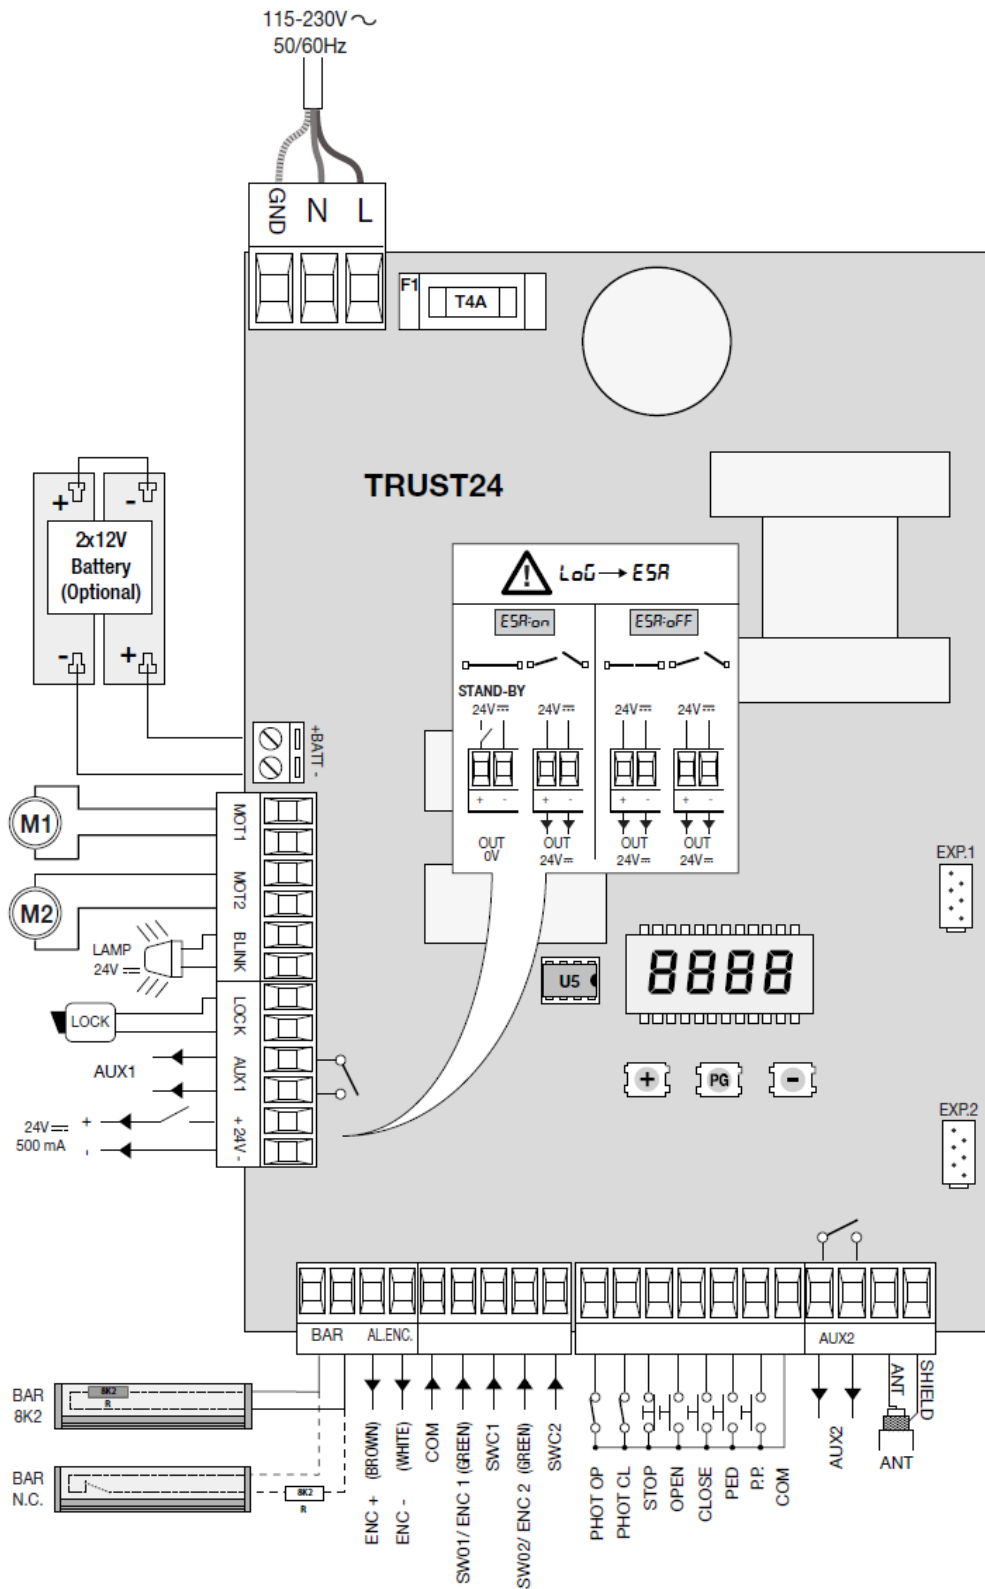 115-230V
50/60Hz
GND
N
L
F1
T4A
TRUST24
+
-
2x12V
Battery
(Optional)
-
+
LoG → ESA
ESA:on
ESA:oFF
STAND-BY
24V
24V
24V
24V
+ -
+ -
+ -
+ -
OUT
0V
OUT
24V
OUT
24V
OUT
24V
+BATT -
M1
MOT1
M2
MOT2
LAMP
24V
BLINK
LOCK
LOCK
AUX1
AUX1
24V
500 mA
+
-
+24V -
EXP.1
8888
U5
+
PG
-
EXP.2
BAR
AL.ENC.
AUX2
BAR
8K2
8K2
R
BAR
N.C.
8K2
R
ENC + (BROWN)
ENC - (WHITE)
COM
SW01/ ENC 1 (GREEN)
SWC1
SW02/ ENC 2 (GREEN)
SWC2
PHOT OP
PHOT CL
STOP
OPEN
CLOSE
PED
P.P.
COM
AUX2
ANT
SHIELD
ANT